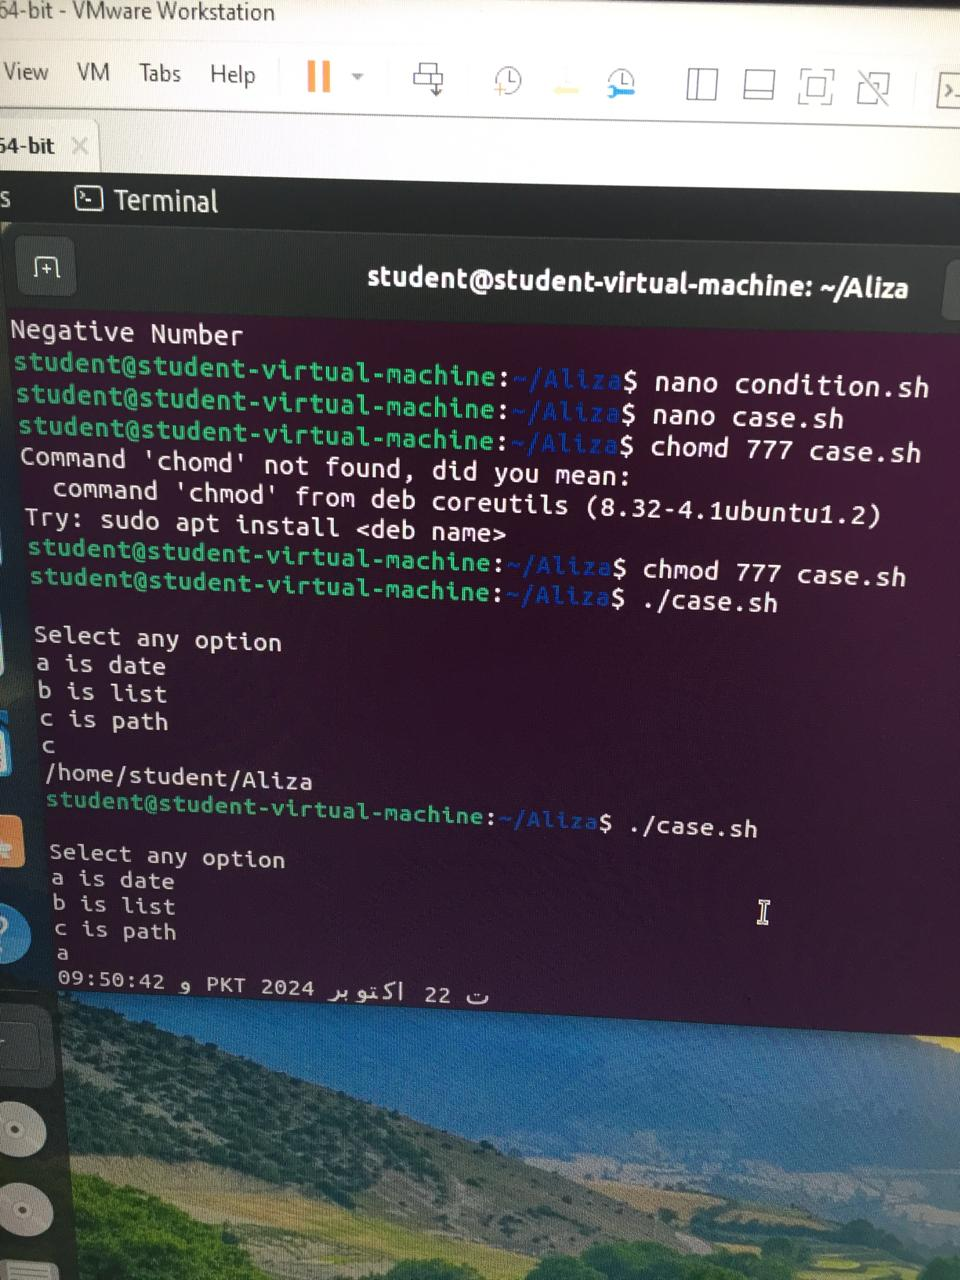 64-bit - VMware Workstation
View VM Tabs Help
64-bit
s Terminal
student@student-virtual-machine: ~/Aliza
Negative Number
student@student-virtual-machine:~/Aliza$ nano condition.sh
student@student-virtual-machine:~/Aliza$ nano case.sh
student@student-virtual-machine:~/Aliza$ chomd 777 case.sh
Command 'chomd' not found, did you mean:
command 'chmod' from deb coreutils (8.32-4.1ubuntu1.2)
Try: sudo apt install <deb name>
student@student-virtual-machine:~/Aliza$ chmod 777 case.sh
student@student-virtual-machine:~/Aliza$ ./case.sh
Select any option
a is date
b is list
c is path
c
/home/student/Aliza
student@student-virtual-machine:~/Aliza$ ./case.sh
Select any option
a is date
b is list
c is path
a
09:50:42 و PKT 2024 اکتوبر 22 ت